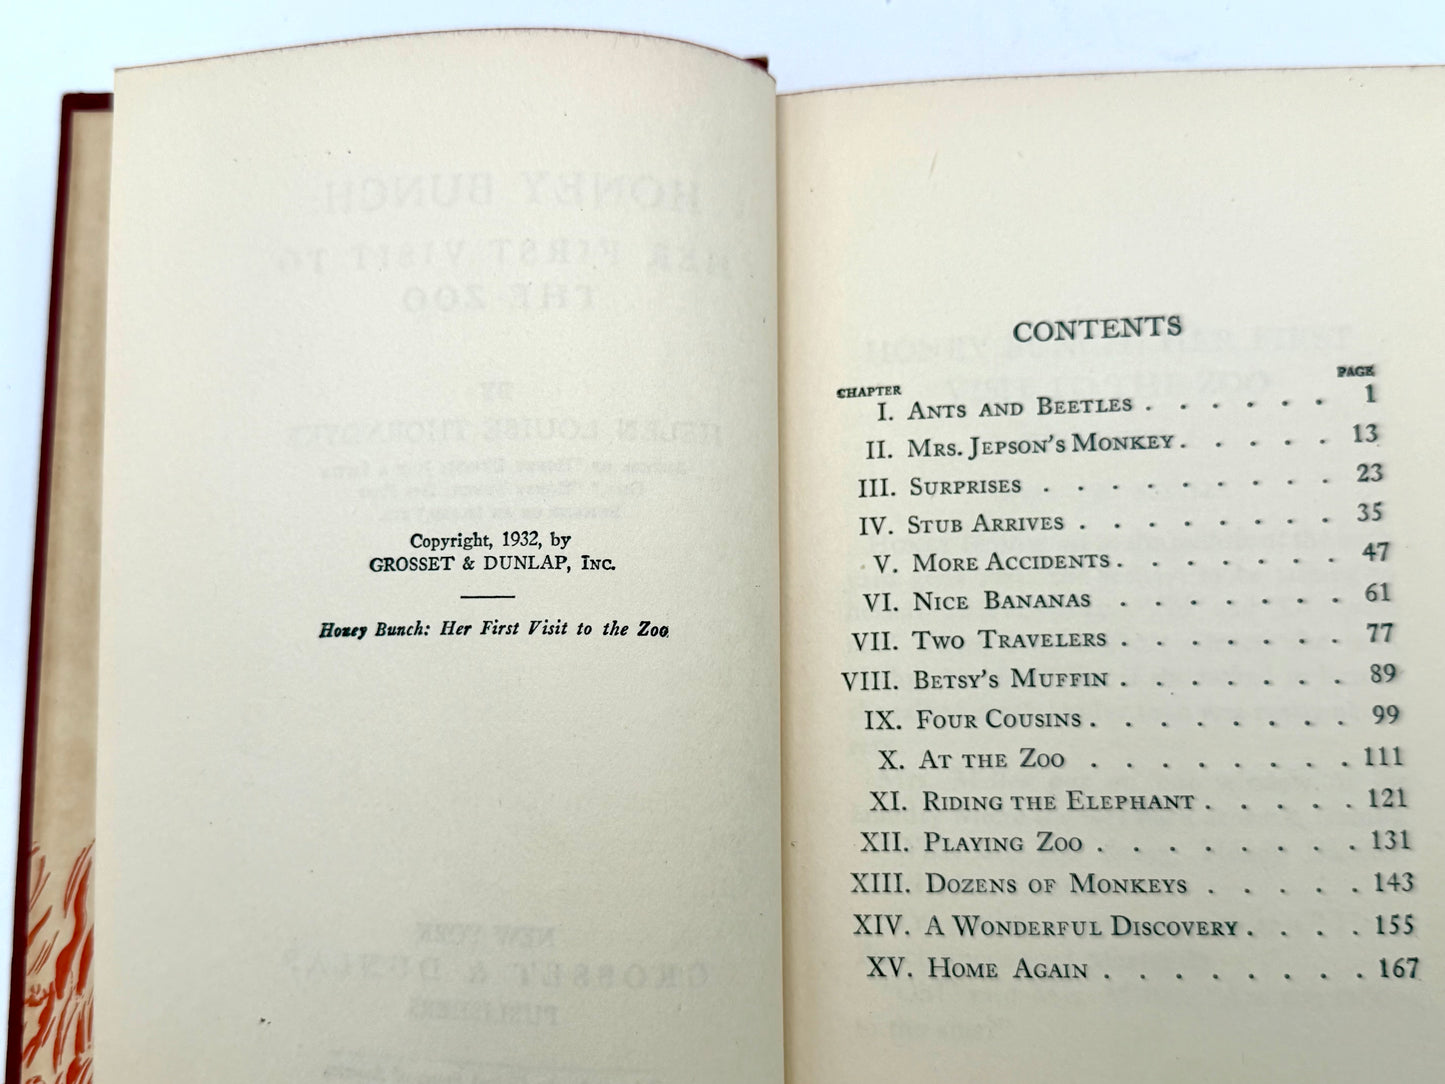 Copyright, 1932, by
GROSSET & DUNLAP, INC.
Honey Bunch: Her First Visit to the Zoo
CONTENTS
CHAPTER PAGE
I. ANTS AND BEETLES . . . . . . 1
II. MRS. JEPSON'S MONKEY . . . . . 13
III. SURPRISES . . . . . . . . . 23
IV. STUB ARRIVES . . . . . . . . 35
V. MORE ACCIDENTS . . . . . . . 47
VI. NICE BANANAS . . . . . . . 61
VII. TWO TRAVELERS . . . . . . . 77
VIII. BETSY'S MUFFIN . . . . . . . 89
IX. FOUR COUSINS . . . . . . . . 99
X. AT THE ZOO . . . . . . . . 111
XI. RIDING THE ELEPHANT . . . . . 121
XII. PLAYING ZOO . . . . . . . . 131
XIII. DOZENS OF MONKEYS . . . . . 143
XIV. A WONDERFUL DISCOVERY . . . . 155
XV. HOME AGAIN . . . . . . . . 167